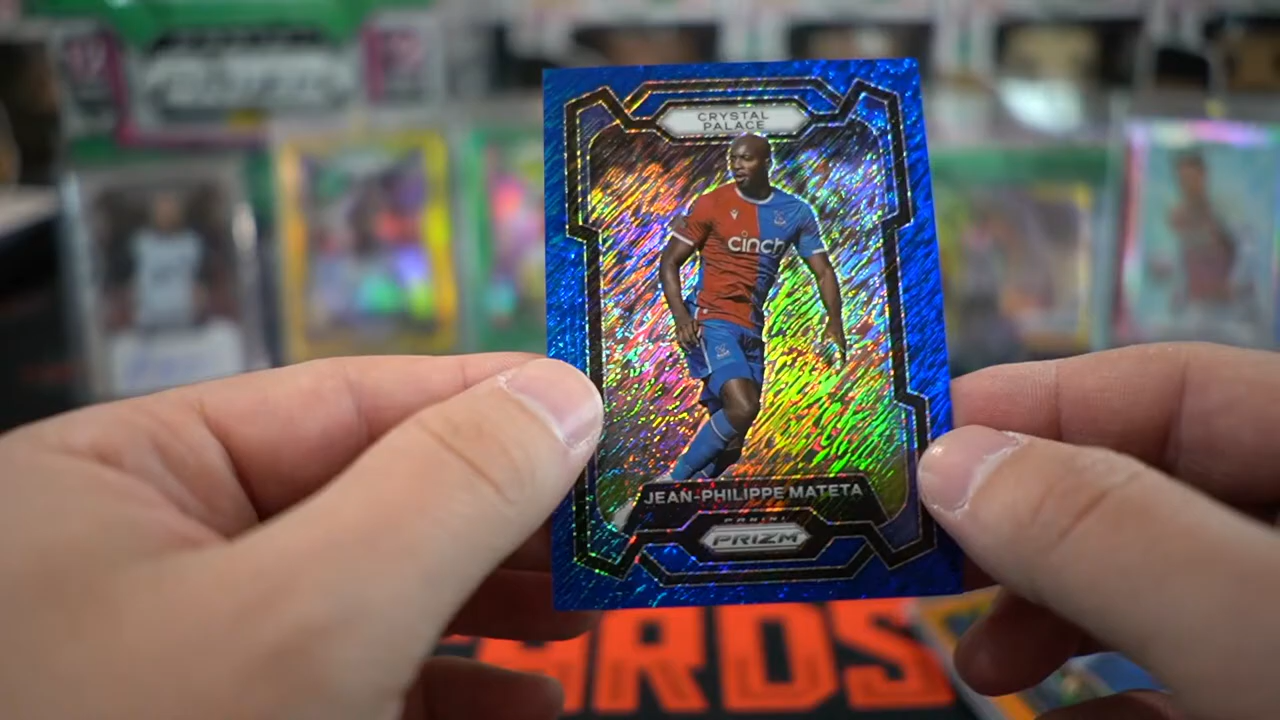 CRYSTAL
PALACE
cinch
JEAN-PHILIPPE MATETA
PANINI
PRIZM
ARDS